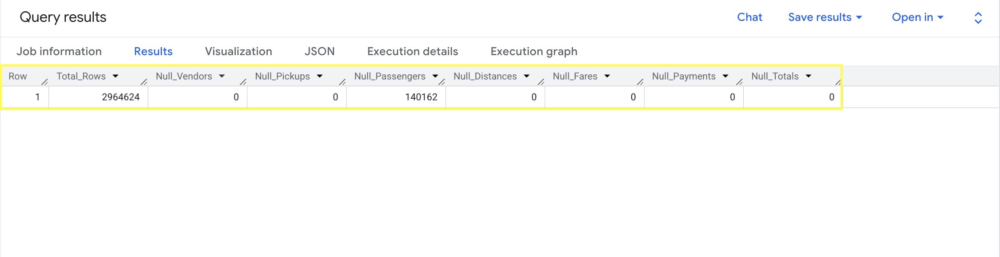 Query results Chat Save results Open in
Job information Results Visualization JSON Execution details Execution graph
Row Total_Rows Null_Vendors Null_Pickups Null_Passengers Null_Distances Null_Fares Null_Payments Null_Totals
1 2964624 0 0 140162 0 0 0 0